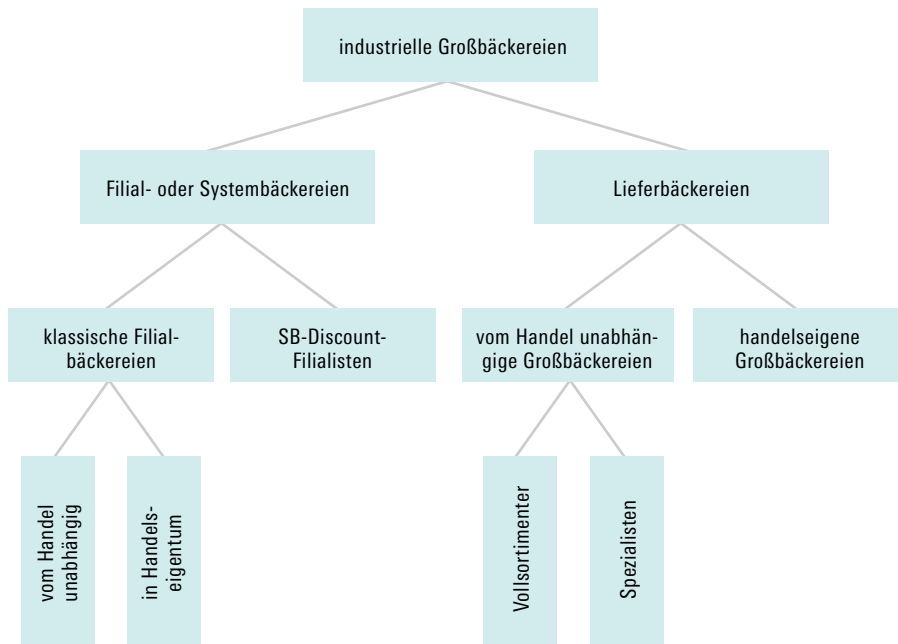 industrielle Großbäckereien
Filial- oder Systembäckereien
Lieferbäckereien
klassische Filial-
bäckereien
SB-Discount-
Filialisten
vom Handel unabhän-
gige Großbäckereien
handelseigene
Großbäckereien
vom Handel
unabhängig
in Handels-
eigentum
Vollsortimenter
Spezialisten